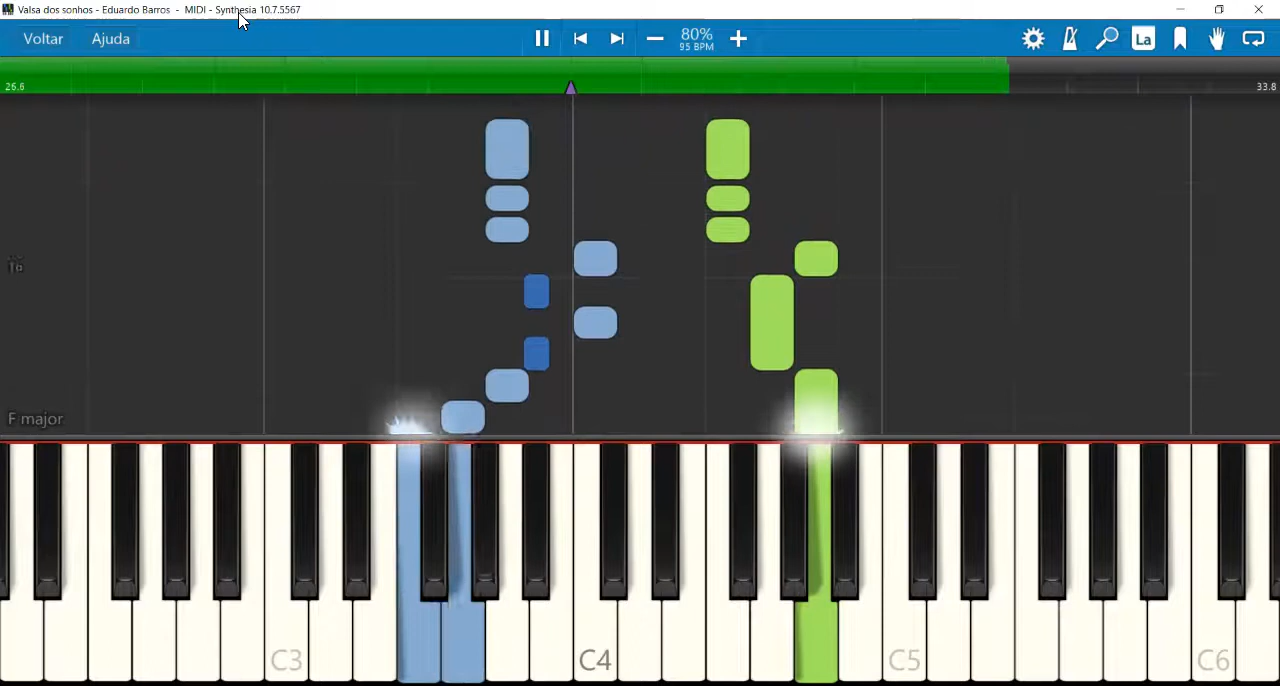 Valsa dos sonhos - Eduardo Barros - MIDI - Synthesia 10.7.5567
Voltar Ajuda 80% La
95 BPM
26.6 33.8
F major
C3 C4 C5 C6